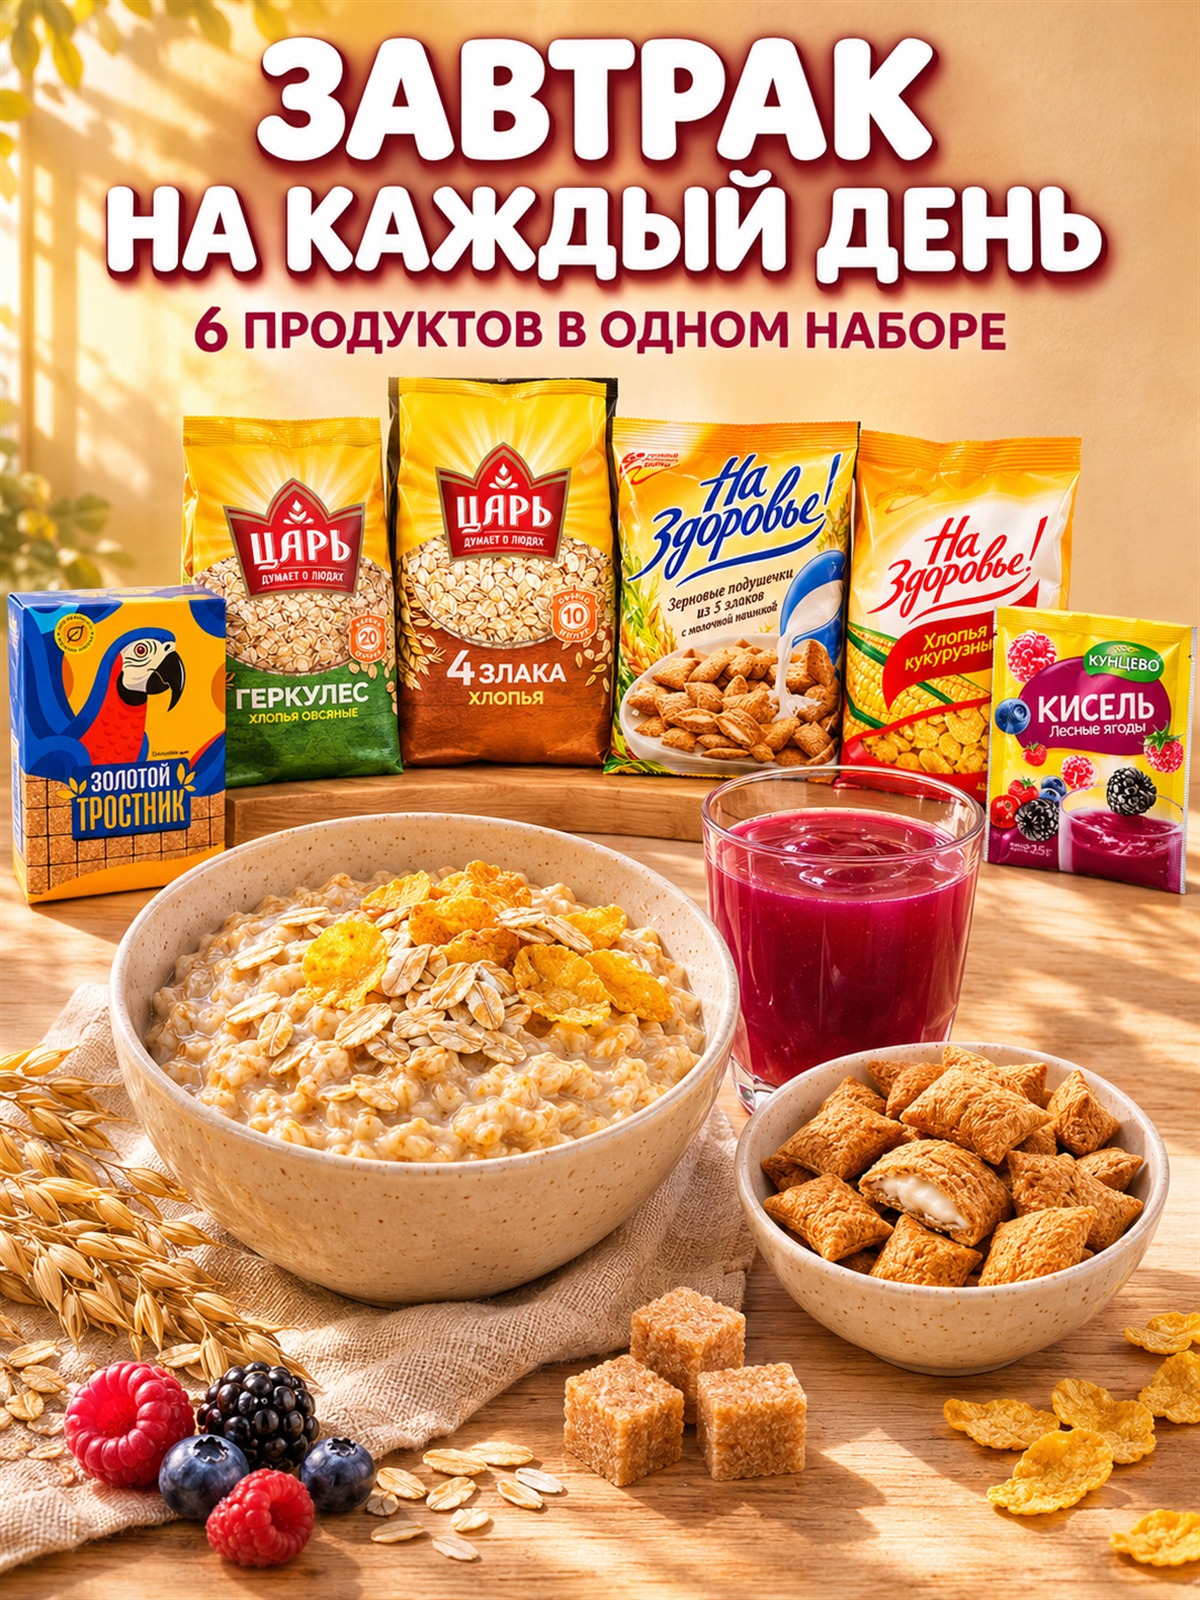 ЗАВТРАК
НА КАЖДЫЙ ДЕНЬ
6 ПРОДУКТОВ В ОДНОМ НАБОРЕ
ЦАРЬ
ДУМАЕТ О ЛЮДЯХ
20
ГЕРКУЛЕС
ХЛОПЬЯ ОВСЯНЫЕ
ЦАРЬ
ДУМАЕТ О ЛЮДЯХ
10
4 ЗЛАКА
ХЛОПЬЯ
На
Здоровье!
Зерновые подушечки
из 5 злаков
с молочной
На
Здоровье!
Хлопья
кукурузные
ЗОЛОТОЙ
ТРОСТНИК
КУНЦЕВО
КИСЕЛЬ
Лесные ягоды